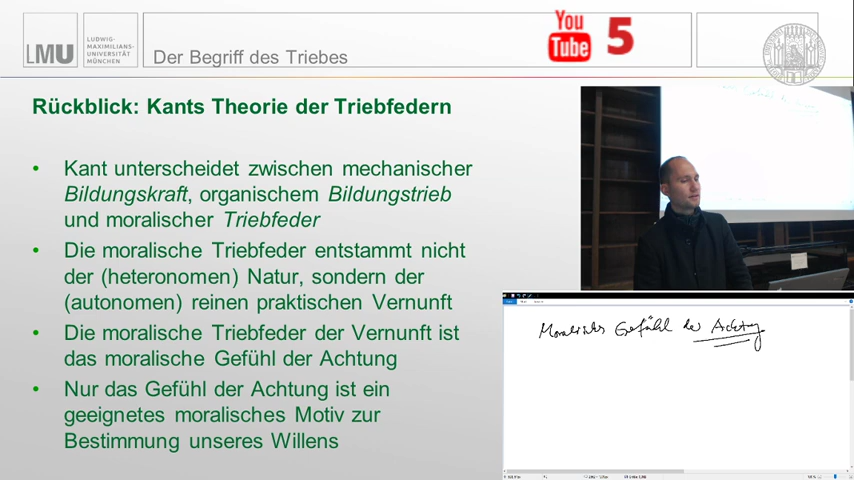 LMU
LUDWIG-
MAXIMILIANS-
UNIVERSITÄT
MÜNCHEN
Der Begriff des Triebes
You
Tube
5
Rückblick: Kants Theorie der Triebfedern
• Kant unterscheidet zwischen mechanischer
Bildungskraft, organischem Bildungstrieb
und moralischer Triebfeder
• Die moralische Triebfeder entstammt nicht
der (heteronomen) Natur, sondern der
(autonomen) reinen praktischen Vernunft
• Die moralische Triebfeder der Vernunft ist
das moralische Gefühl der Achtung
• Nur das Gefühl der Achtung ist ein
geeignetes moralisches Motiv zur
Bestimmung unseres Willens
Moralisches Gefühl der Achtung